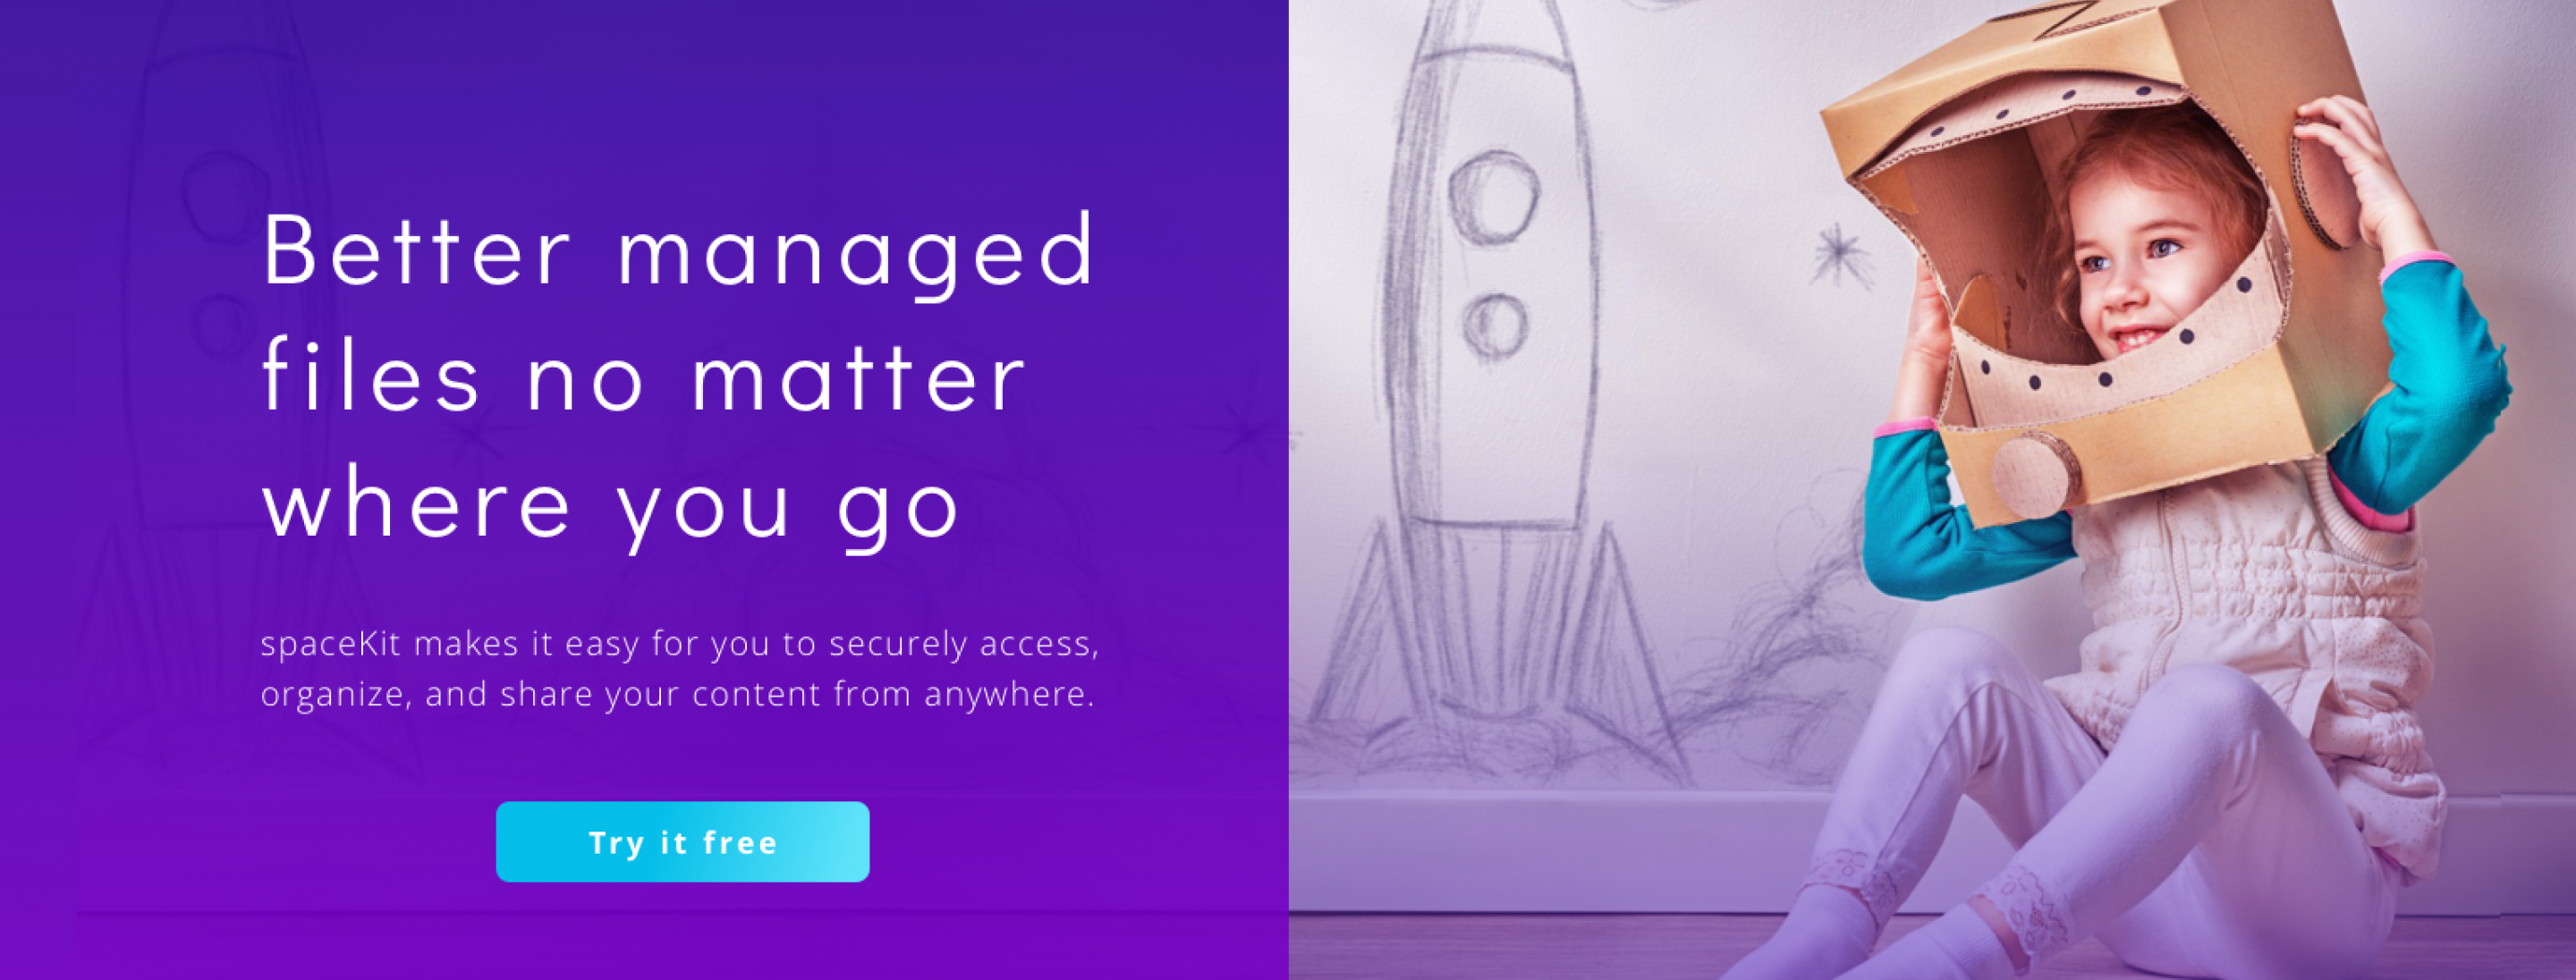 Better managed
files no matter
where you go
spaceKit makes it easy for you to securely access,
organize, and share your content from anywhere.
Try it free